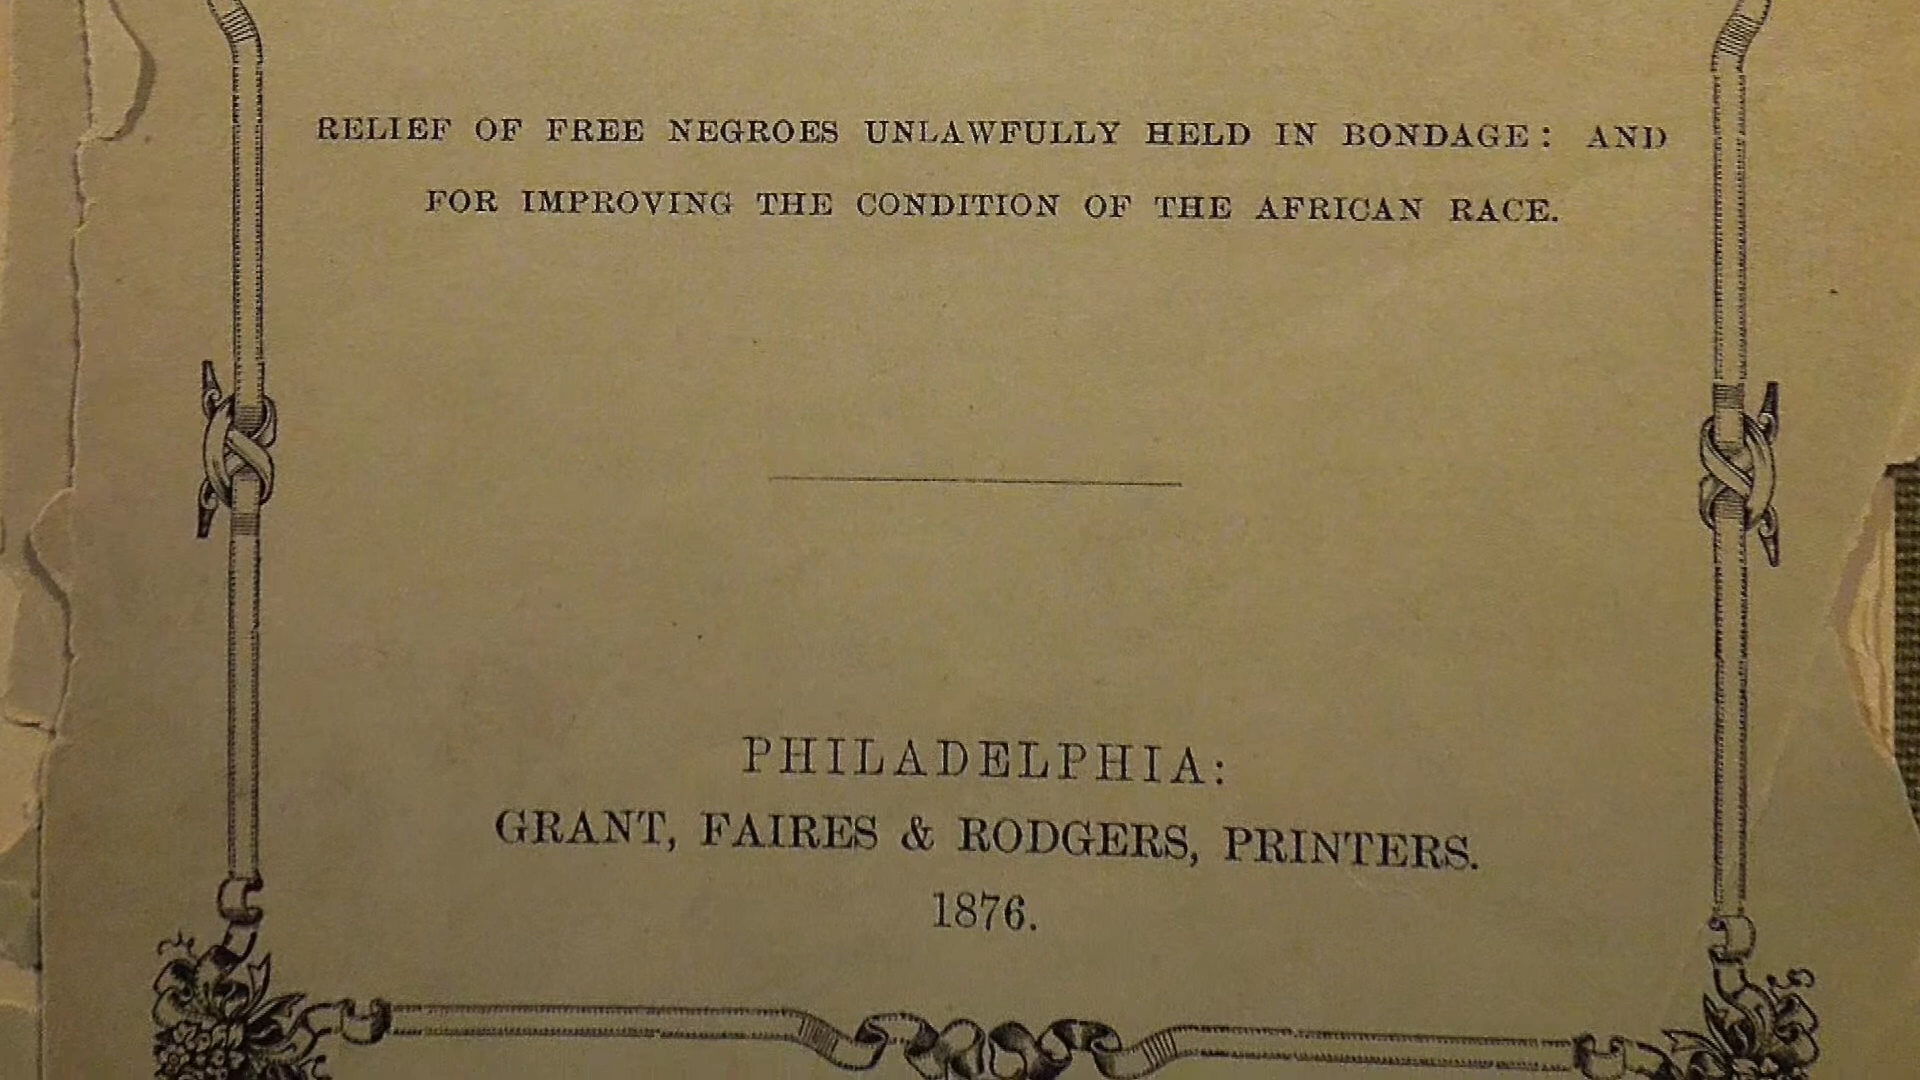 RELIEF OF FREE NEGROES UNLAWFULLY HELD IN BONDAGE: AND
FOR IMPROVING THE CONDITION OF THE AFRICAN RACE.
PHILADELPHIA:
GRANT, FAIRES & RODGERS, PRINTERS.
1876.